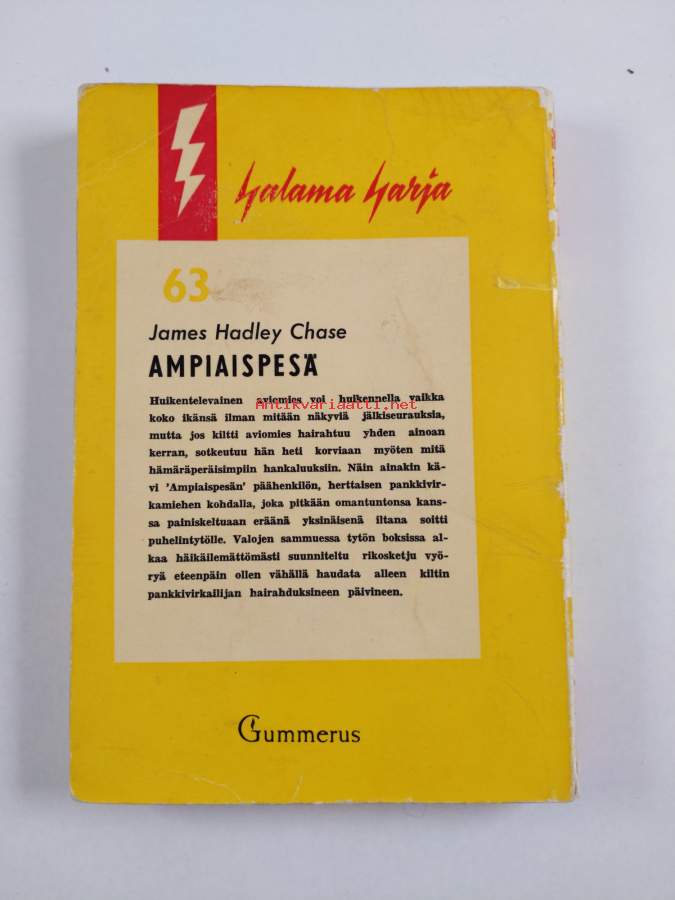 Salama Sarja
63
James Hadley Chase
AMPIAISPESÄ
Huikentelevainen aviomies voi huikennella vaikka
Antikvariaatti.net
koko ikänsä ilman mitään näkyviä jälkiseurauksia,
mutta jos kiltti aviomies hairahtuu yhden ainoan
kerran, sotkeutuu hän heti korviaan myöten mitä
hämäräperäisimpiin hankaluuksiin. Näin ainakin kä-
vi 'Ampiaispesän' päähenkilön, herttaisen pankkivir-
kamiehen kohdalla, joka pitkään omantuntonsa kans-
sa painiskeltuaan eräänä yksinäisenä iltana soitti
puhelintytölle. Valojen sammuessa tytön boksissa al-
kaa häikäilemättömästi suunniteltu rikosketju vyö-
ryä eteenpäin ollen vähällä haudata alleen kiltin
pankkivirkailijan hairahduksineen päivineen.
Gummerus